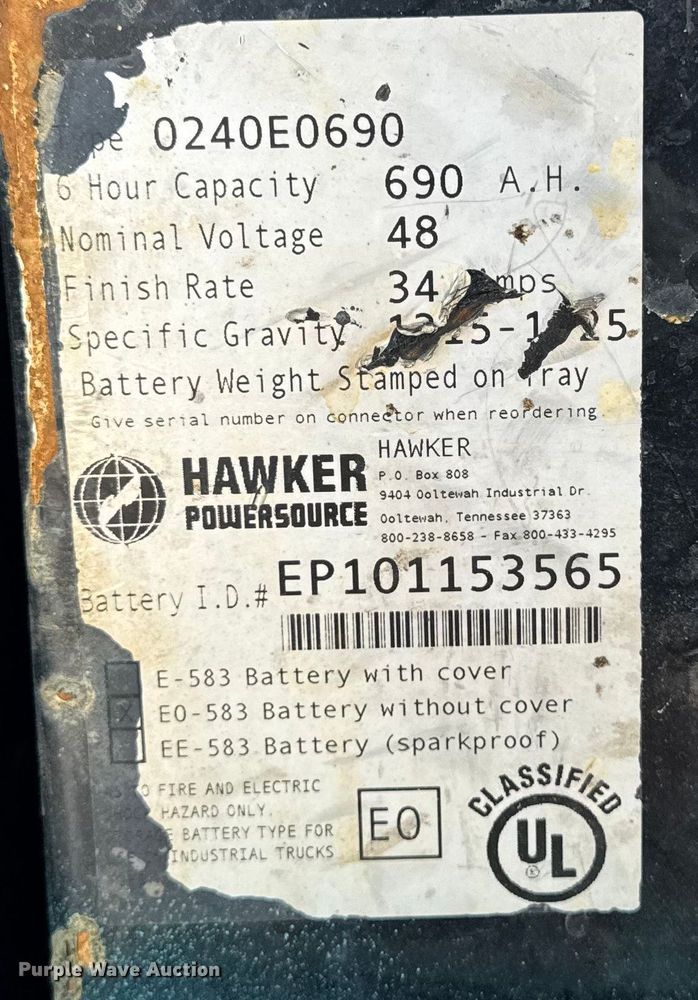 0240E0690
6 Hour Capacity 690 A.H.
Nominal Voltage 48
Finish Rate 34
Specific Gravity
Battery Weight Stamped on Tray
Give serial number on connector when reordering.
HAWKER POWERSOURCE
HAWKER
P.O. Box 808
9404 Ooltewah Industrial Dr.
Ooltewah, Tennessee 37363
800-238-8658 - Fax 800-433-4295
Battery I.D.# EP101153565
E-583 Battery with cover
X EO-583 Battery without cover
EE-583 Battery (sparkproof)
FIRE AND ELECTRIC
HAZARD ONLY.
BATTERY TYPE FOR
INDUSTRIAL TRUCKS
EO
CLASSIFIED
UL
®
Purple Wave Auction